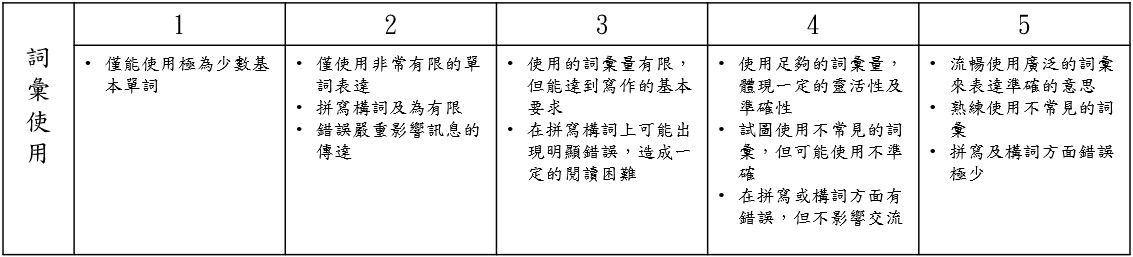 詞彙使用
1
2
3
4
5
• 僅能使用極為少數基
本單詞
• 僅使用非常有限的單
詞表達
• 拼寫構詞及為有限
• 錯誤嚴重影響訊息的
傳達
• 使用的詞彙量有限，
但能達到寫作的基本
要求
• 在拼寫構詞上可能出
現明顯錯誤，造成一
定的閱讀困難
• 使用足夠的詞彙量，
體現一定的靈活性及
準確性
• 試圖使用不常見的詞
彙，但可能使用不準
確
• 在拼寫或構詞方面有
錯誤，但不影響交流
• 流暢使用廣泛的詞彙
來表達準確的意思
• 熟練使用不常見的詞
彙
• 拼寫及構詞方面錯誤
極少